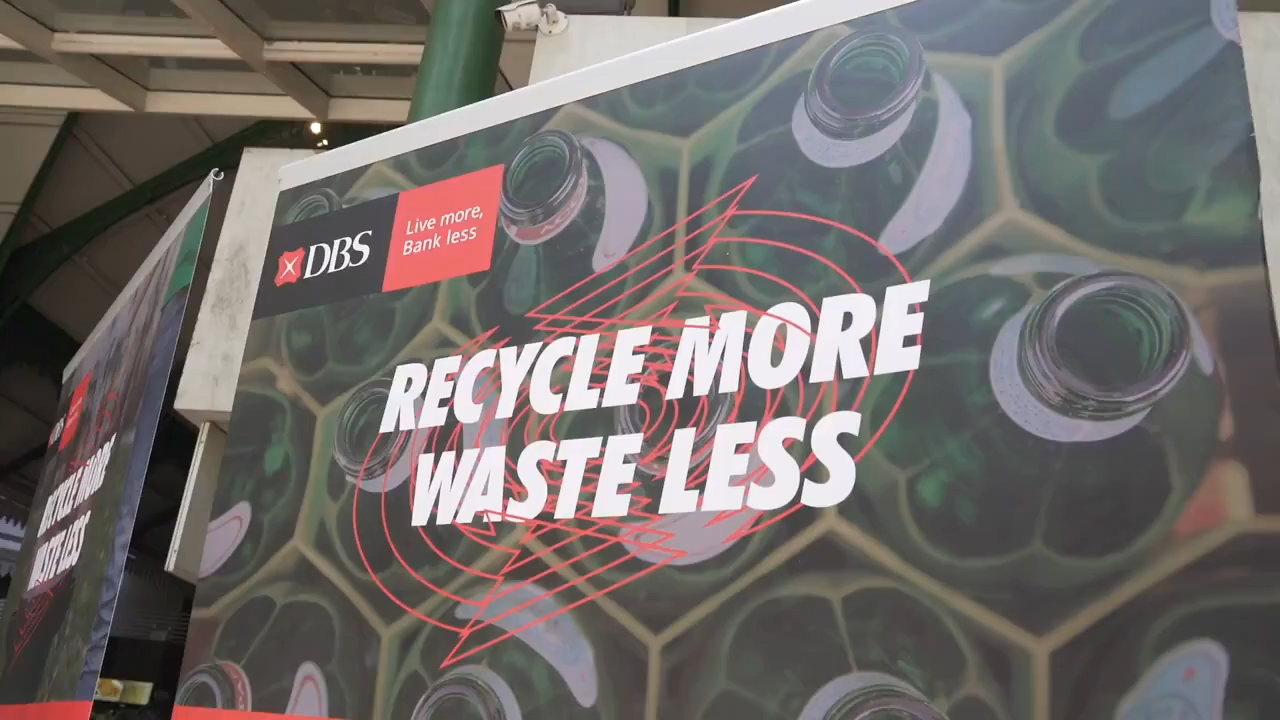 DBS
Live more,
Bank less
RECYCLE MORE
WASTE LESS
RECYCLE MORE
WASTE LESS